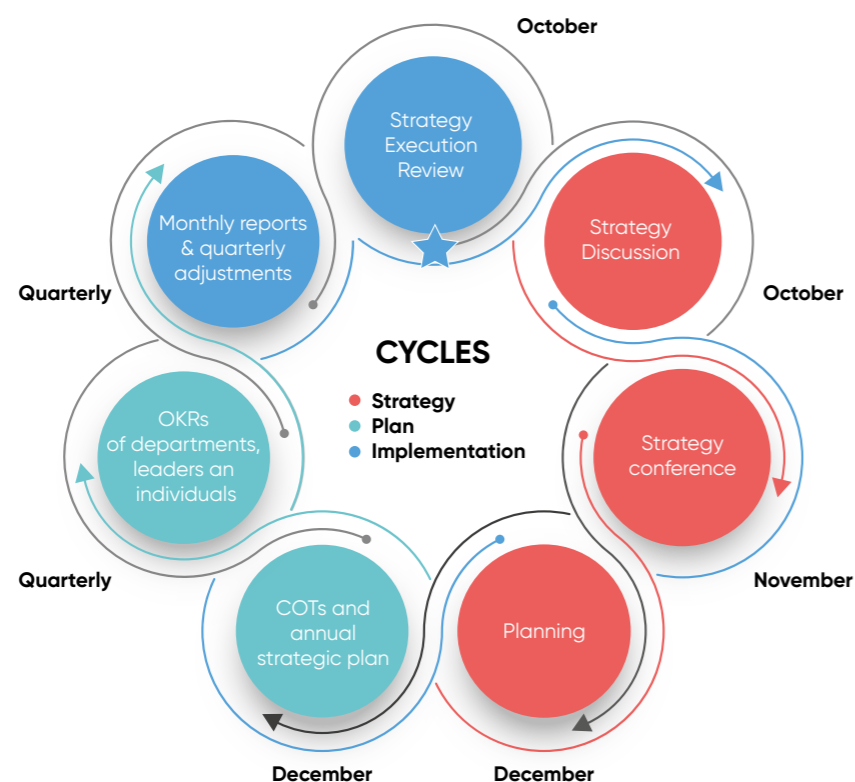 October
Strategy
Execution
Review
Strategy
Discussion
October
Strategy
conference
November
Planning
December
COTs and
annual
strategic plan
December
OKRs
of departments,
leaders an
individuals
Quarterly
Monthly reports
& quarterly
adjustments
Quarterly
CYCLES
Strategy
Plan
Implementation